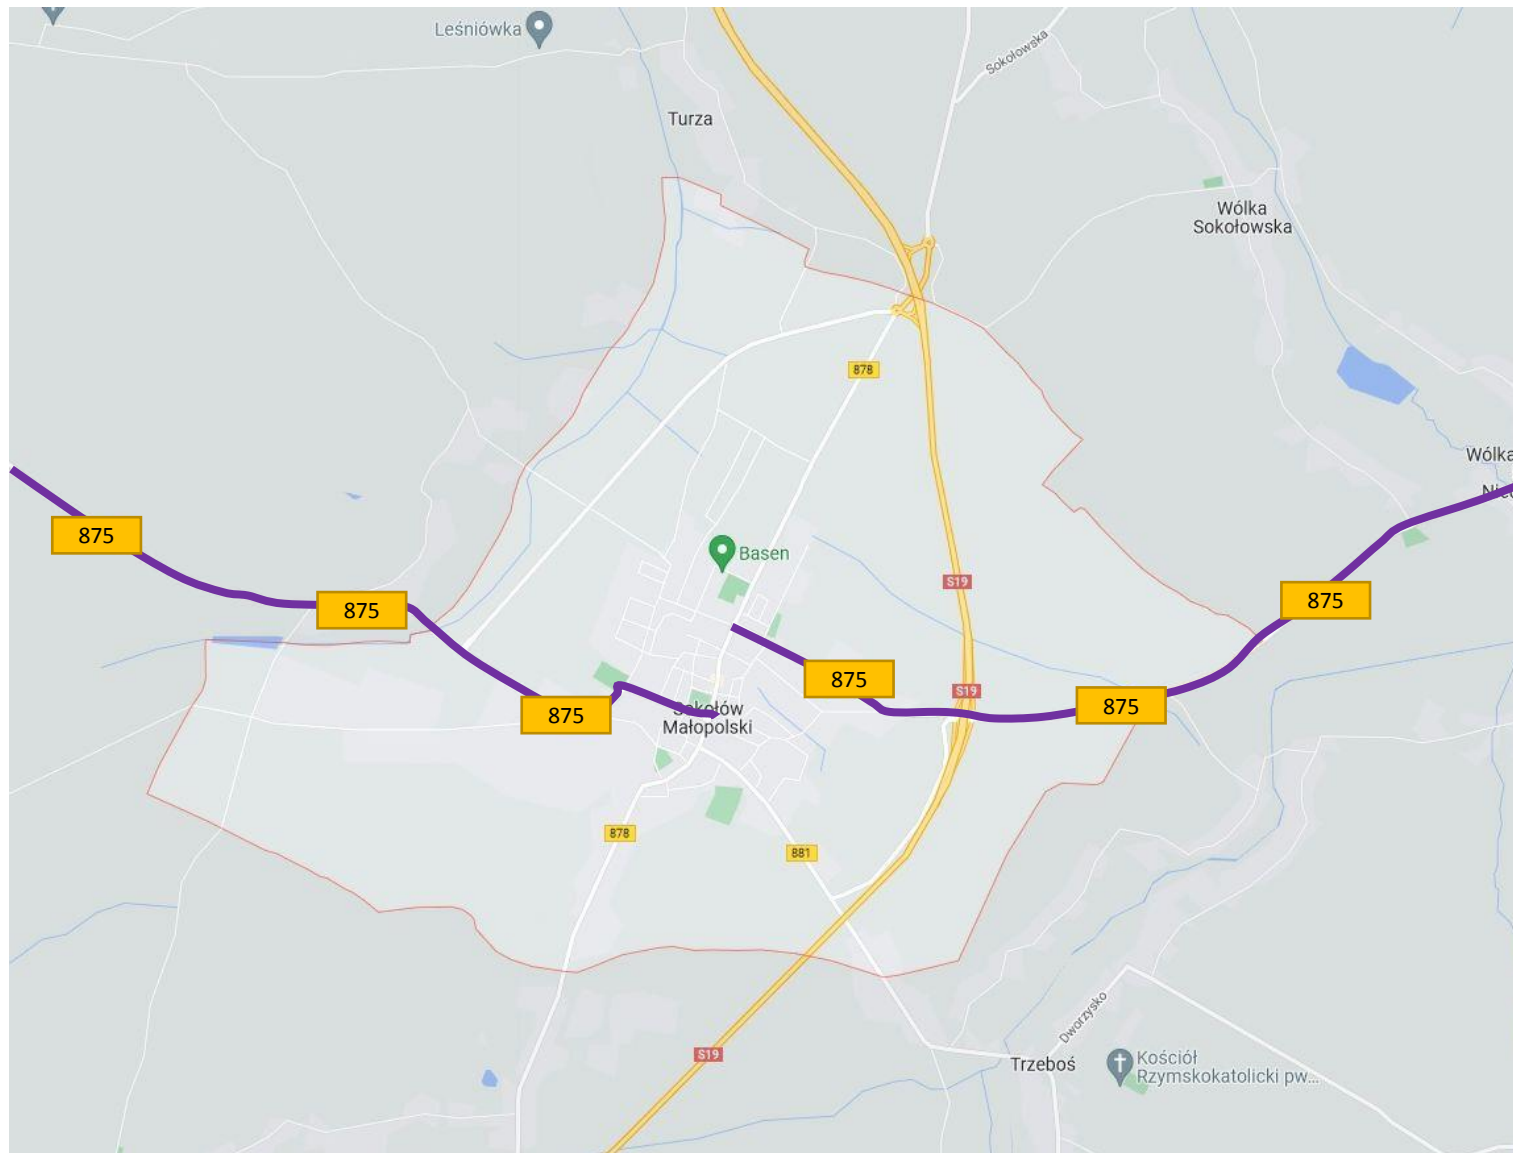 Leśniówka
Sokołowska
Turza
Wólka
Sokołowska
878
Wólka
875
Basen
S19
875
875
875
S19
875
875
Sokołów
Małopolski
878
881
Dworzysko
S19
Trzeboś
Kościół
Rzymskokatolicki pw...